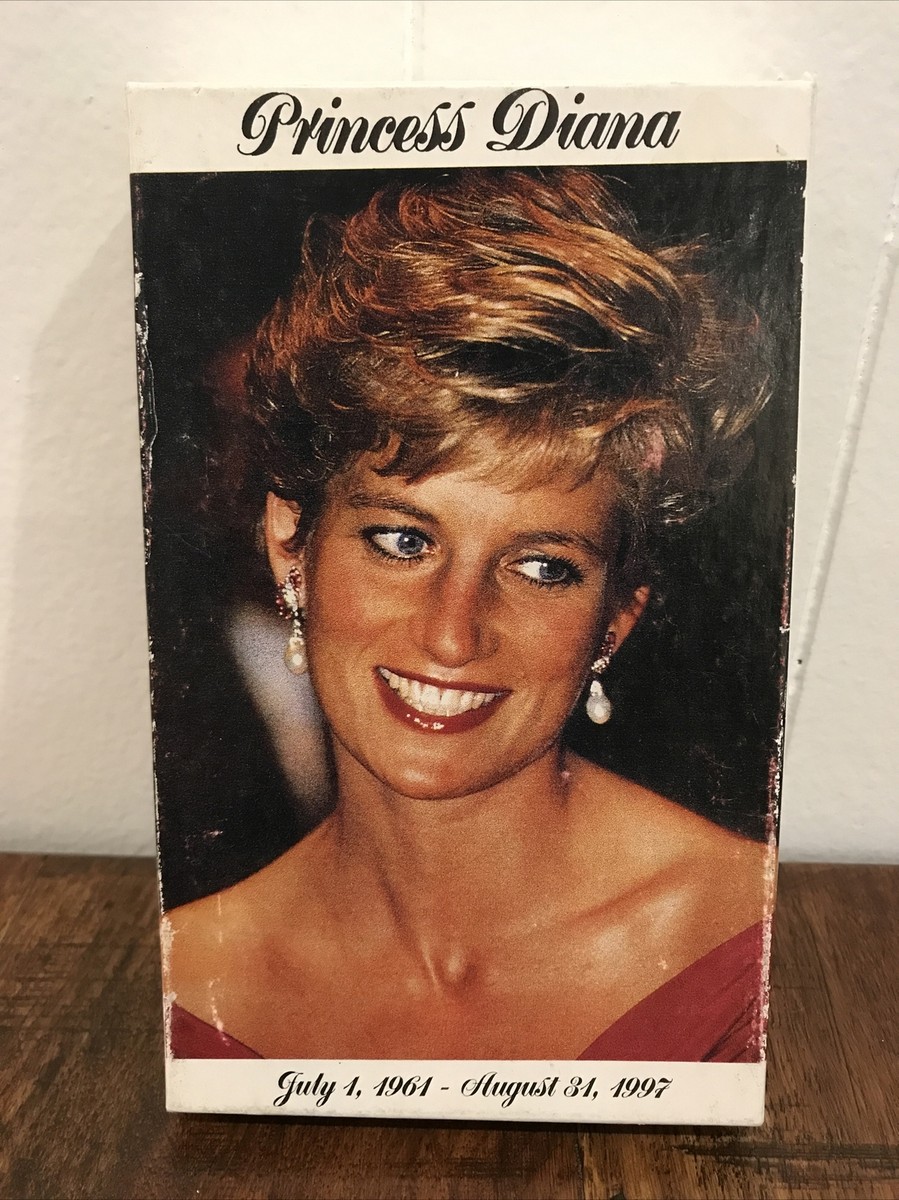 Princess Diana
July 1, 1961 - August 31, 1997